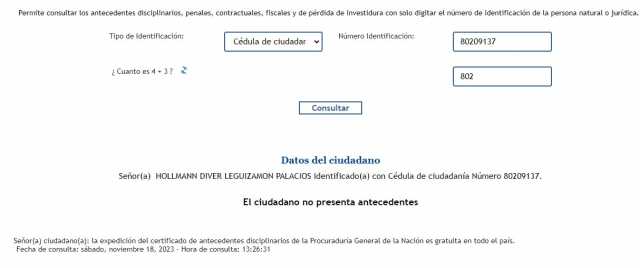 Permite consultar los antecedentes disciplinarios, penales, contractuales, fiscales y de pérdida de investidura con solo digitar el número de identificación de la persona natural o jurídica.
Tipo de Identificación: Cédula de ciudadar Número Identificación: 80209137
¿ Cuanto es 4 + 3 ? 802
Consultar
Datos del ciudadano
Señor(a) HOLLMANN DIVER LEGUIZAMON PALACIOS identificado(a) con Cédula de ciudadanía Número 80209137.
El ciudadano no presenta antecedentes
Señor(a) ciudadano(a): la expedición del certificado de antecedentes disciplinarios de la Procuraduría General de la Nación es gratuita en todo el país.
Fecha de consulta: sábado, noviembre 18, 2023 - Hora de consulta: 13:26:31